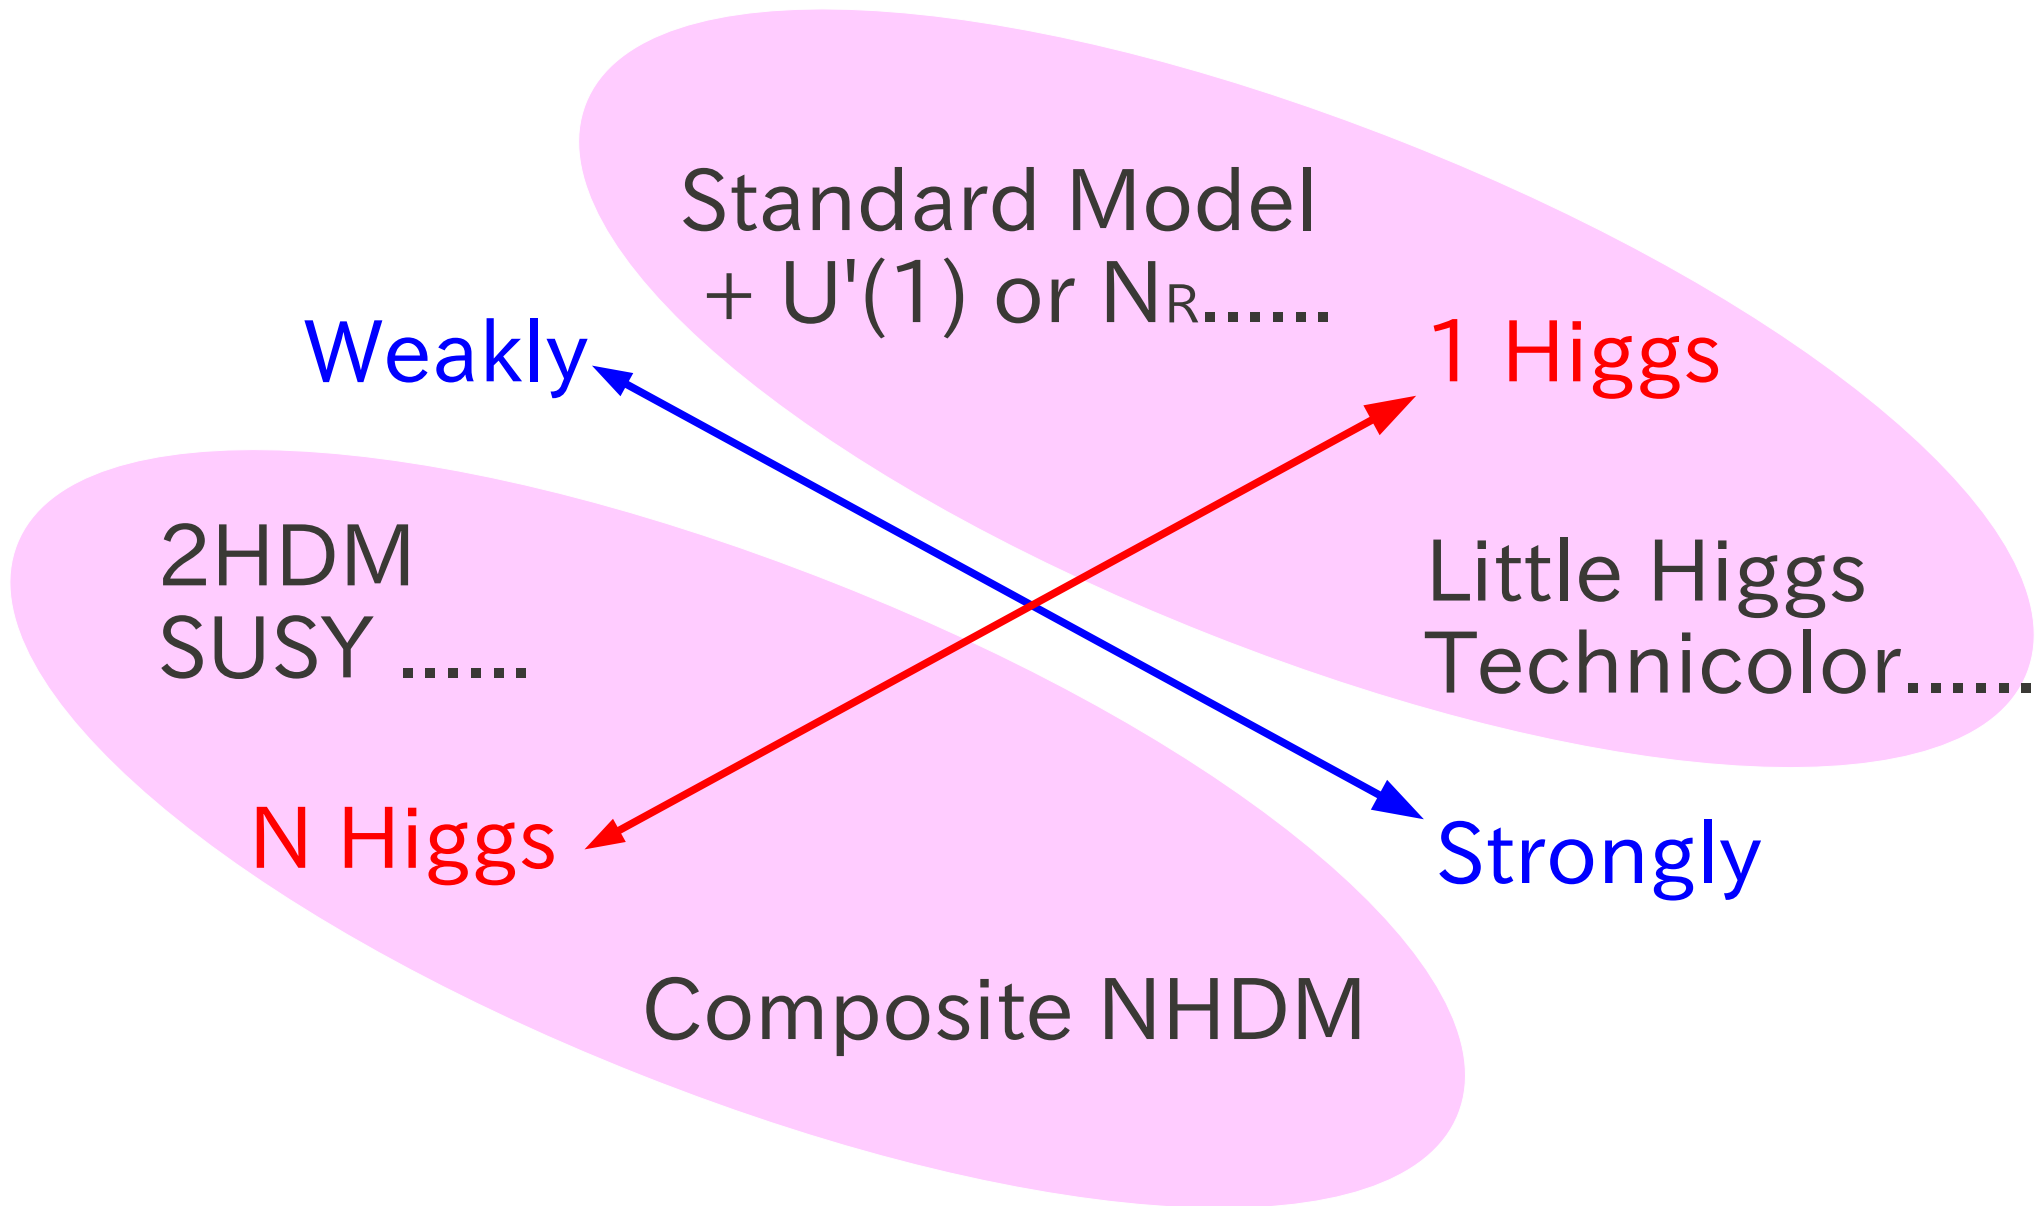 Standard Model
+ U'(1) or NR......
Weakly
1 Higgs
2HDM
SUSY ......
Little Higgs
Technicolor......
N Higgs
Strongly
Composite NHDM